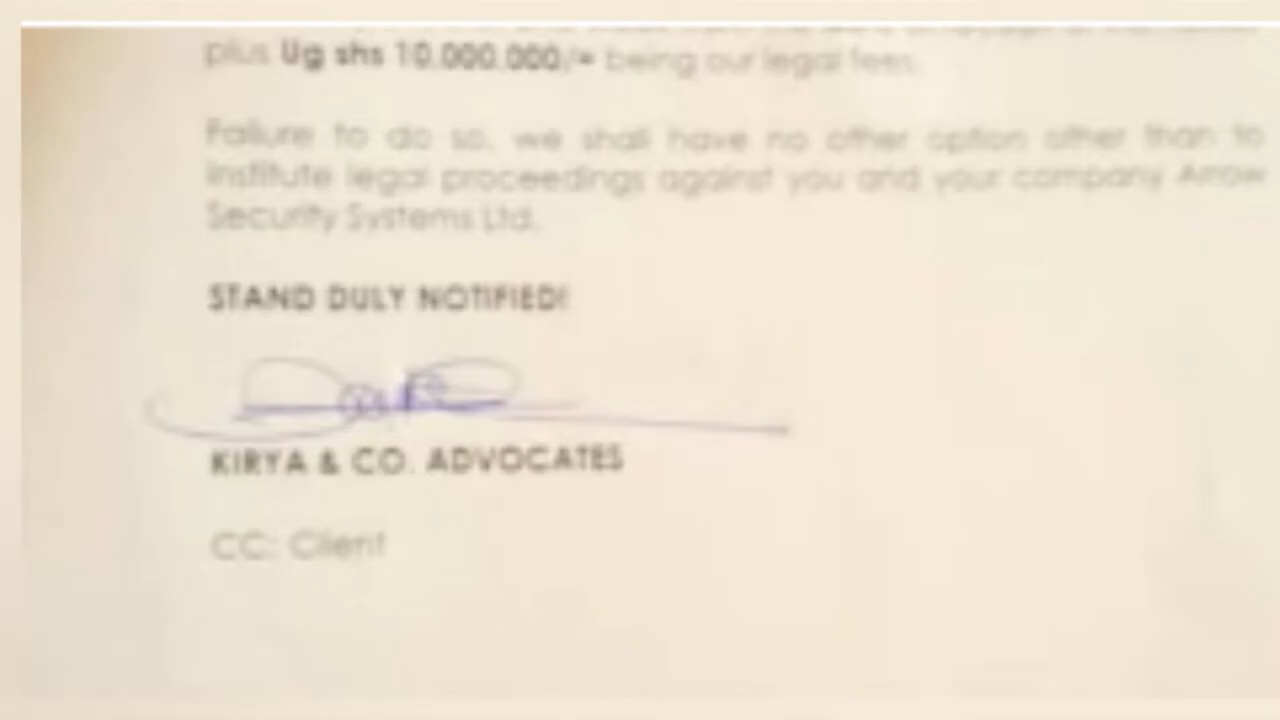 plus Ug shs 10,000,000/= being our legal fees.
Failure to do so, we shall have no other option other than to
institute legal proceedings against you and your company Arrow
Security Systems Ltd.
STAND DULY NOTIFIED!
KIRYA & CO. ADVOCATES
CC: Client